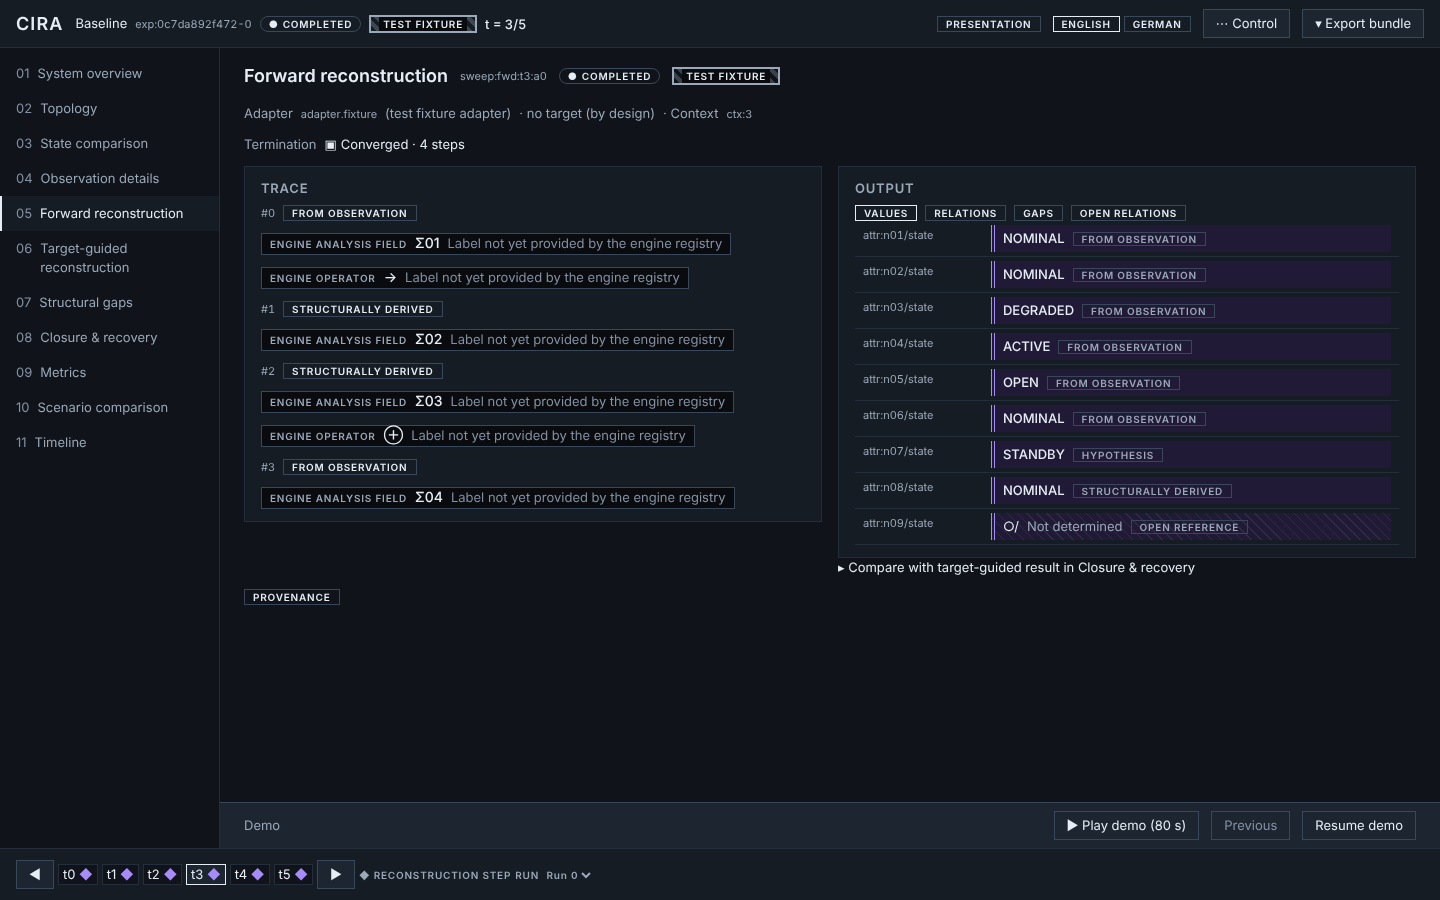 CIRA Baseline exp:0c7da892f472-0 ● COMPLETED TEST FIXTURE t = 3/5 PRESENTATION ENGLISH GERMAN ⋯ Control ▾ Export bundle
01 System overview
02 Topology
03 State comparison
04 Observation details
05 Forward reconstruction
06 Target-guided
reconstruction
07 Structural gaps
08 Closure & recovery
09 Metrics
10 Scenario comparison
11 Timeline
Forward reconstruction sweep:fwd:t3:a0 ● COMPLETED TEST FIXTURE
Adapter adapter.fixture (test fixture adapter) · no target (by design) · Context ctx:3
Termination ▣ Converged · 4 steps
TRACE
#0 FROM OBSERVATION
ENGINE ANALYSIS FIELD Σ01 Label not yet provided by the engine registry
ENGINE OPERATOR → Label not yet provided by the engine registry
#1 STRUCTURALLY DERIVED
ENGINE ANALYSIS FIELD Σ02 Label not yet provided by the engine registry
#2 STRUCTURALLY DERIVED
ENGINE ANALYSIS FIELD Σ03 Label not yet provided by the engine registry
ENGINE OPERATOR ⊕ Label not yet provided by the engine registry
#3 FROM OBSERVATION
ENGINE ANALYSIS FIELD Σ04 Label not yet provided by the engine registry
OUTPUT
VALUES RELATIONS GAPS OPEN RELATIONS
attr:n01/state NOMINAL FROM OBSERVATION
attr:n02/state NOMINAL FROM OBSERVATION
attr:n03/state DEGRADED FROM OBSERVATION
attr:n04/state ACTIVE FROM OBSERVATION
attr:n05/state OPEN FROM OBSERVATION
attr:n06/state NOMINAL FROM OBSERVATION
attr:n07/state STANDBY HYPOTHESIS
attr:n08/state NOMINAL STRUCTURALLY DERIVED
attr:n09/state O/ Not determined OPEN REFERENCE
▸ Compare with target-guided result in Closure & recovery
PROVENANCE
Demo ▶ Play demo (80 s) Previous Resume demo
◀ t0 ◆ t1 ◆ t2 ◆ t3 ◆ t4 ◆ t5 ◆ ▶ ◆ RECONSTRUCTION STEP RUN Run 0